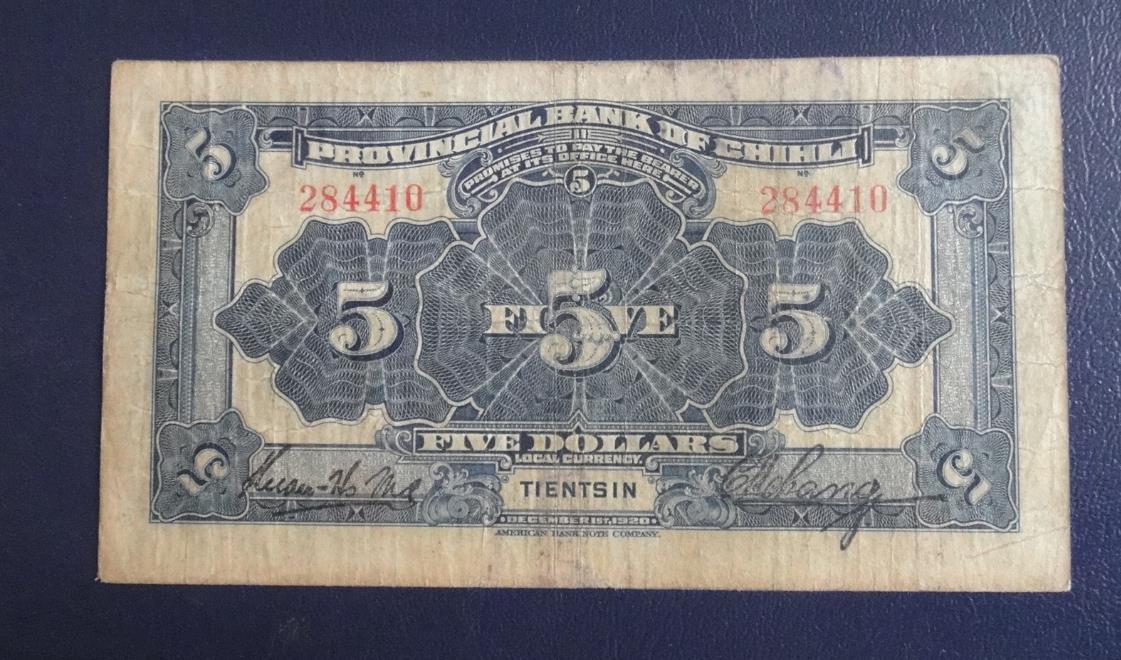 PROVINCIAL BANK OF CHIHLI
PROMISES TO PAY THE BEARER
AT ITS OFFICE HERE
5 5
Nº Nº
5
284410 284410
5 FIVE 5 5
FIVE DOLLARS
LOCAL CURRENCY.
5 5
TIENTSIN
DECEMBER 1ST, 1920
AMERICAN BANK NOTE COMPANY.